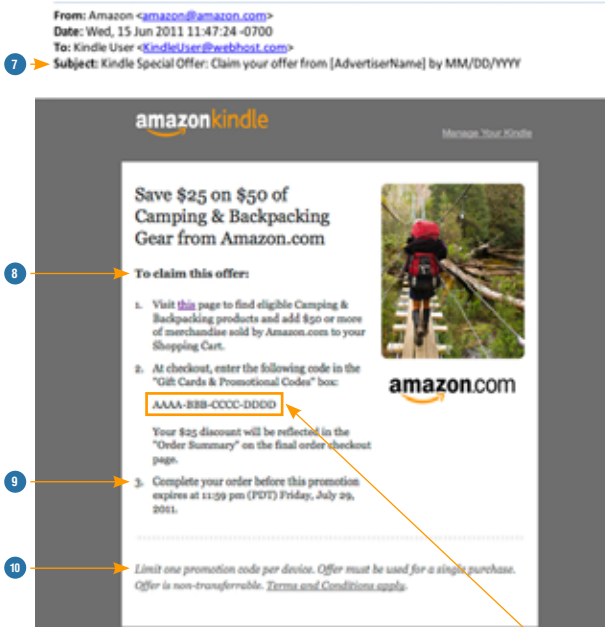 From: Amazon <amazon@amazon.com>
Date: Wed, 15 Jun 2011 11:47:24 -0700
To: Kindle User <KindleUser@webhost.com>
7 Subject: Kindle Special Offer: Claim your offer from [AdvertiserName] by MM/DD/YYYY
amazonkindle
Manage Your Kindle
Save $25 on $50 of
Camping & Backpacking
Gear from Amazon.com
8 To claim this offer:
1. Visit this page to find eligible Camping &
Backpacking products and add $50 or more
of merchandise sold by Amazon.com to your
Shopping Cart.
2. At checkout, enter the following code in the
"Gift Cards & Promotional Codes" box:
AAAA-BBB-CCCC-DDDD
Your $25 discount will be reflected in the
"Order Summary" on the final order checkout
page.
amazon.com
9 3. Complete your order before this promotion
expires at 11:59 pm (PDT) Friday, July 29,
2011.
10 Limit one promotion code per device. Offer must be used for a single purchase.
Offer is non-transferrable. Terms and Conditions apply.